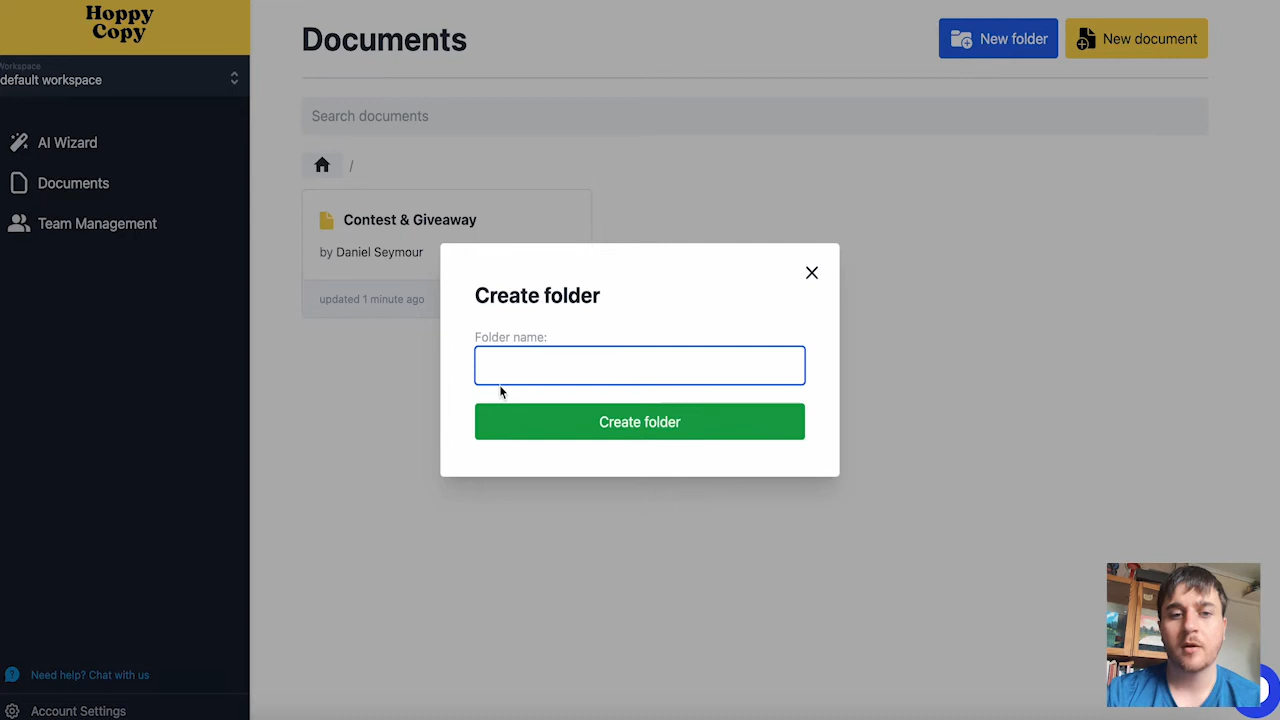 Hoppy
Copy
Workspace
default workspace
AI Wizard
Documents
Team Management
Need help? Chat with us
Account Settings
Documents
New folder
New document
Search documents
/
Contest & Giveaway
by Daniel Seymour
updated 1 minute ago
Create folder
Folder name:
Create folder